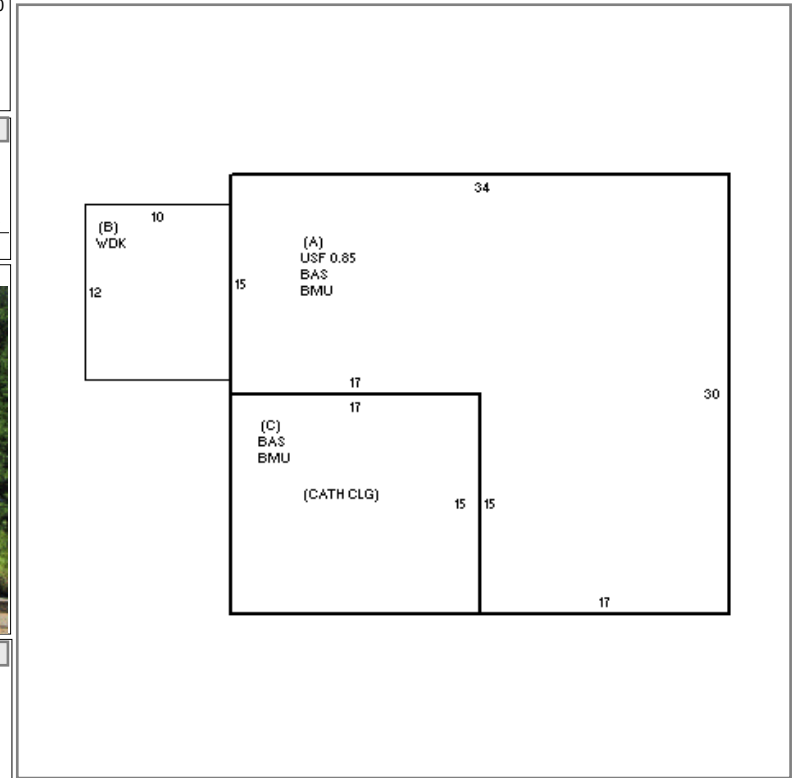 34
10
(B)
WDK
(A)
USF 0.85
BAS
BMU
12
15
17
17
30
(C)
BAS
BMU
(CATH CLG)
15
15
17